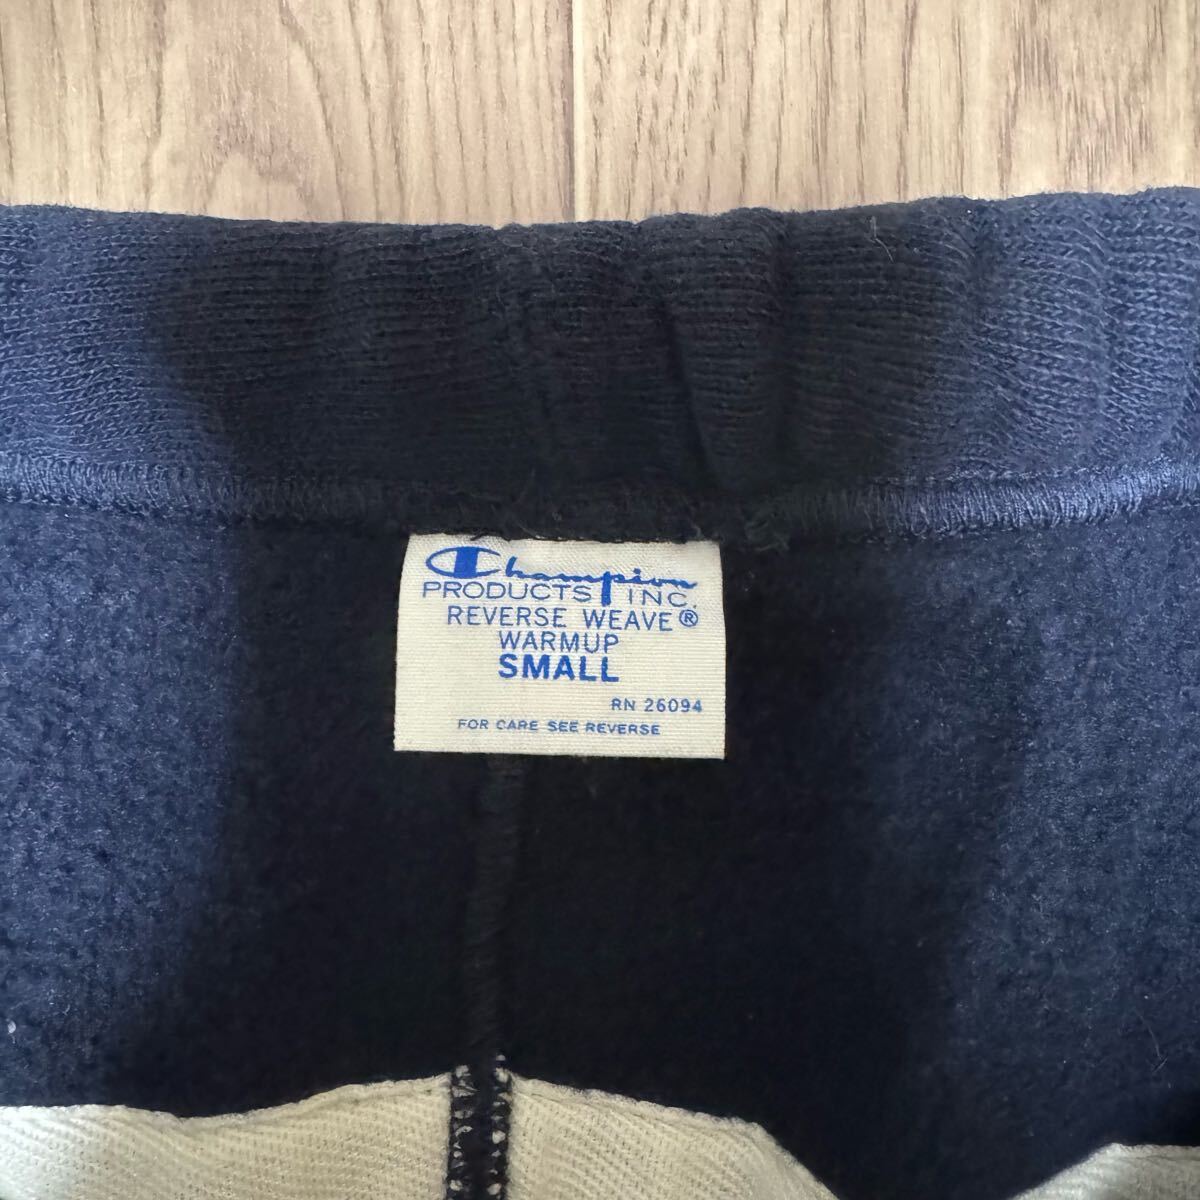 Champion
PRODUCTS INC.
REVERSE WEAVE®
WARMUP
SMALL
RN 26094
FOR CARE SEE REVERSE